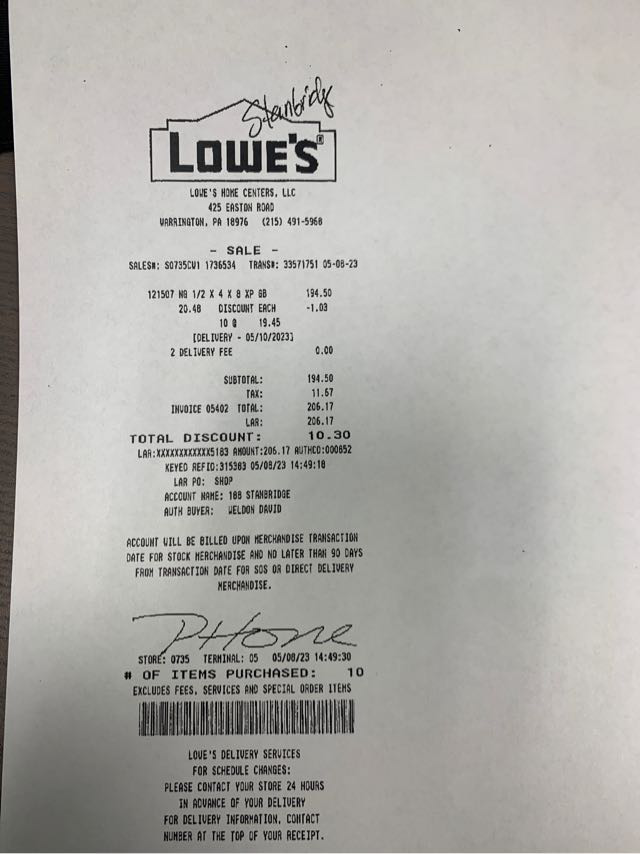 Stanbridge
LOWE'S
LOWE'S HOME CENTERS, LLC
425 EASTON ROAD
WARRINGTON, PA 18976 (215) 491-5968
- SALE -
SALES#: S0735CW1 1736534 TRANS#: 33571751 05-08-23
121507 NG 1/2 X 4 X 8 XP GB 194.50
20.48 DISCOUNT EACH -1.03
10 @ 19.45
[DELIVERY - 05/10/2023]
2 DELIVERY FEE 0.00
SUBTOTAL: 194.50
TAX: 11.67
INVOICE 05402 TOTAL: 206.17
LAR: 206.17
TOTAL DISCOUNT: 10.30
LAR:XXXXXXXXXXXX5183 AMOUNT:206.17 AUTHCD:000652
KEYED REFID:315383 05/08/23 14:49:18
LAR PO: SHOP
ACCOUNT NAME: 188 STANBRIDGE
AUTH BUYER: WELDON DAVID
ACCOUNT WILL BE BILLED UPON MERCHANDISE TRANSACTION
DATE FOR STOCK MERCHANDISE AND NO LATER THAN 90 DAYS
FROM TRANSACTION DATE FOR SOS OR DIRECT DELIVERY
MERCHANDISE.
PHone
STORE: 0735 TERMINAL: 05 05/08/23 14:49:30
# OF ITEMS PURCHASED: 10
EXCLUDES FEES, SERVICES AND SPECIAL ORDER ITEMS
LOWE'S DELIVERY SERVICES
FOR SCHEDULE CHANGES:
PLEASE CONTACT YOUR STORE 24 HOURS
IN ADVANCE OF YOUR DELIVERY
FOR DELIVERY INFORMATION, CONTACT
NUMBER AT THE TOP OF YOUR RECEIPT.